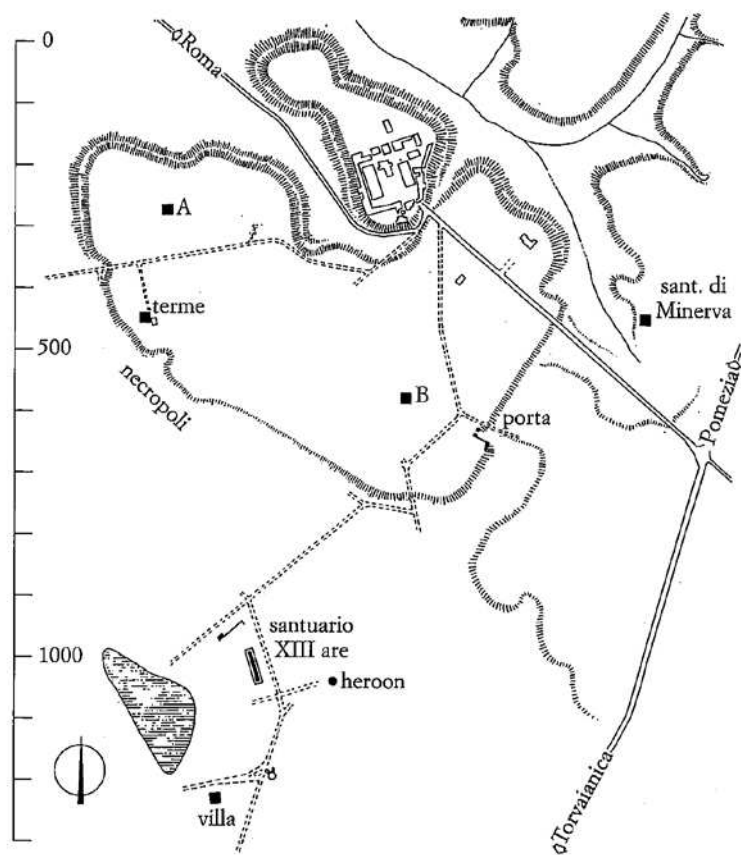 0
Roma
A
sant. di
Minerva
terme
500
necropoli
B
porta
Pomezia
santuario
XIII are
1000
heroon
villa
Torvaianica